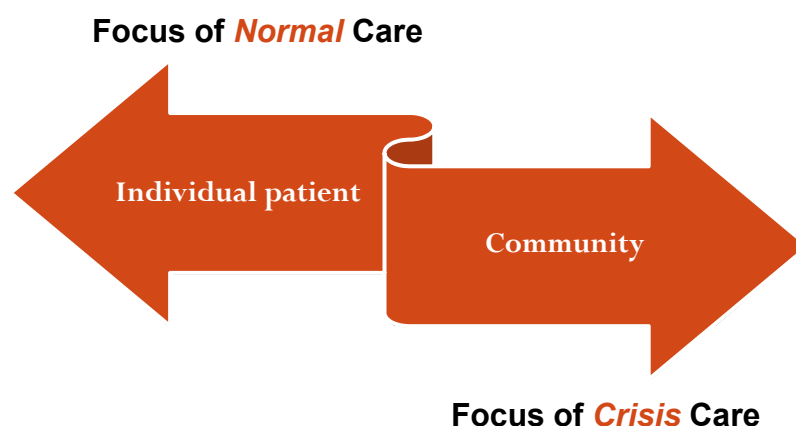 Focus of Normal Care
Individual patient
Community
Focus of Crisis Care